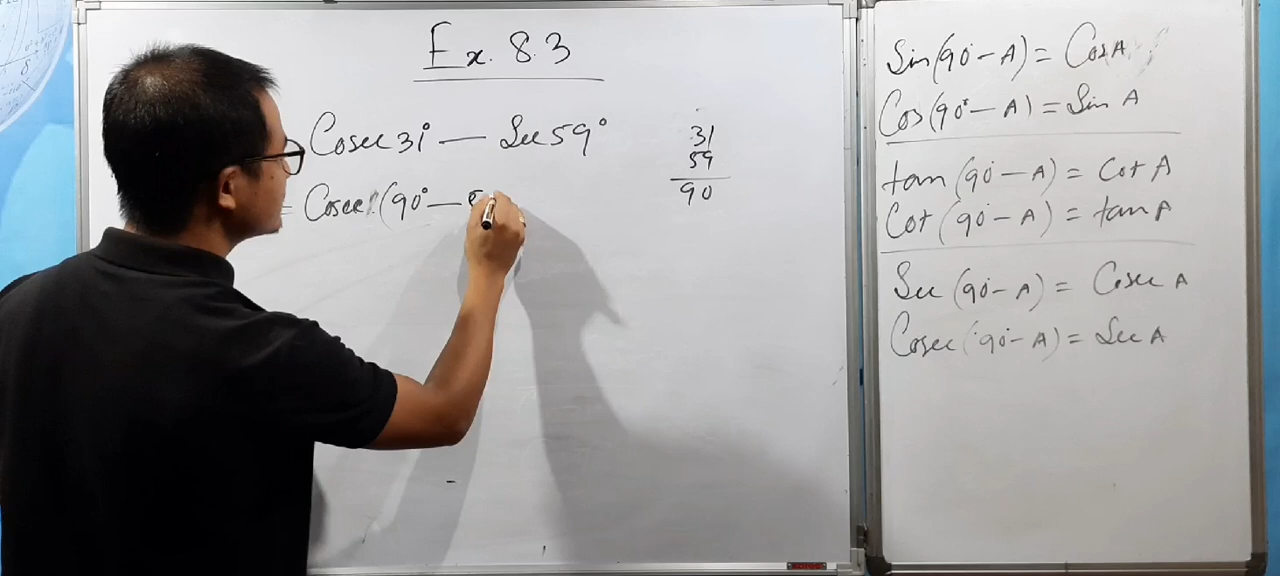 Ex. 8.3
Cosec 31° — Sec 59°
= Cosec (90° — 5
31
59
90
Sin (90° - A) = Cos A
Cos (90° - A) = Sin A
tan (90° - A) = Cot A
Cot (90° - A) = tan A
Sec (90° - A) = Cosec A
Cosec (90° - A) = Sec A